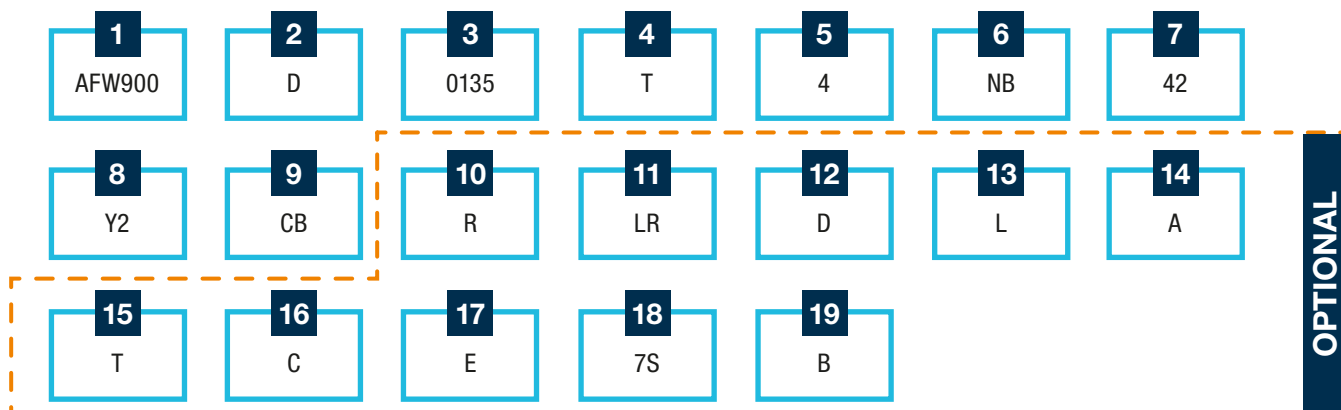 1 2 3 4 5 6 7
AFW900 D 0135 T 4 NB 42
8 9 10 11 12 13 14
Y2 CB R LR D L A
15 16 17 18 19
T C E 7S B
OPTIONAL